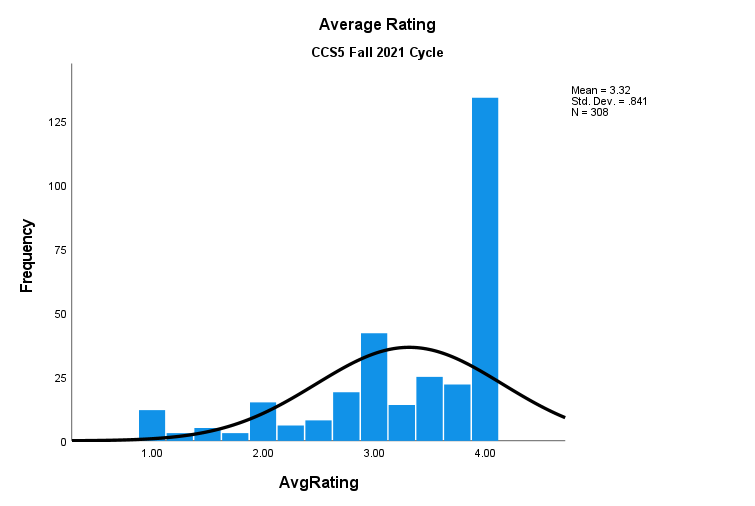 Average Rating
CCS5 Fall 2021 Cycle
Mean = 3.32
Std. Dev. = .841
N = 308
Frequency
125
100
75
50
25
0
1.00 2.00 3.00 4.00
AvgRating